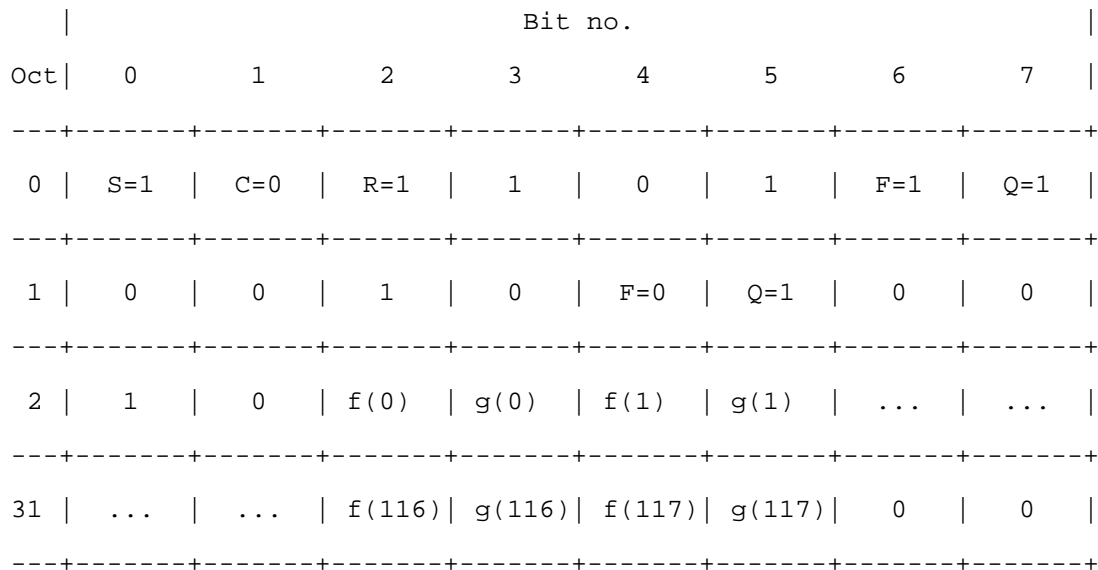 |                            Bit no.                            |
Oct|   0       1       2       3       4       5       6       7   |
---+-------+-------+-------+-------+-------+-------+-------+-------+
 0 |  S=1  |  C=0  |  R=1  |   1   |   0   |   1   |  F=1  |  Q=1  |
---+-------+-------+-------+-------+-------+-------+-------+-------+
 1 |   0   |   0   |   1   |   0   |  F=0  |  Q=1  |   0   |   0   |
---+-------+-------+-------+-------+-------+-------+-------+-------+
 2 |   1   |   0   | f(0)  | g(0)  | f(1)  | g(1)  |  ...  |  ...  |
---+-------+-------+-------+-------+-------+-------+-------+-------+
31 |  ...  |  ...  | f(116)| g(116)| f(117)| g(117)|   0   |   0   |
---+-------+-------+-------+-------+-------+-------+-------+-------+